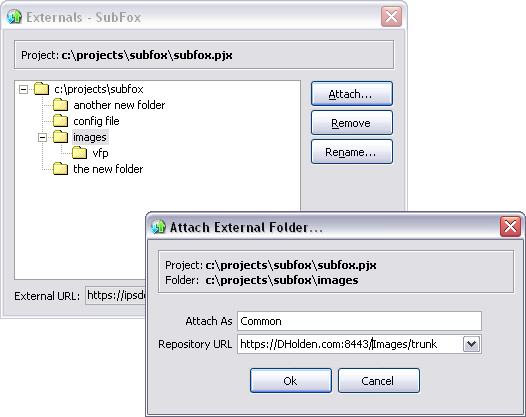 Externals - SubFox
Project: c:\projects\subfox\subfox.pjx
c:\projects\subfox
another new folder
config file
images
vfp
the new folder
Attach...
Remove
Rename...
External URL: https://ipsd
Attach External Folder...
Project: c:\projects\subfox\subfox.pjx
Folder: c:\projects\subfox\images
Attach As Common
Repository URL https://DHolden.com:8443/Images/trunk
Ok Cancel